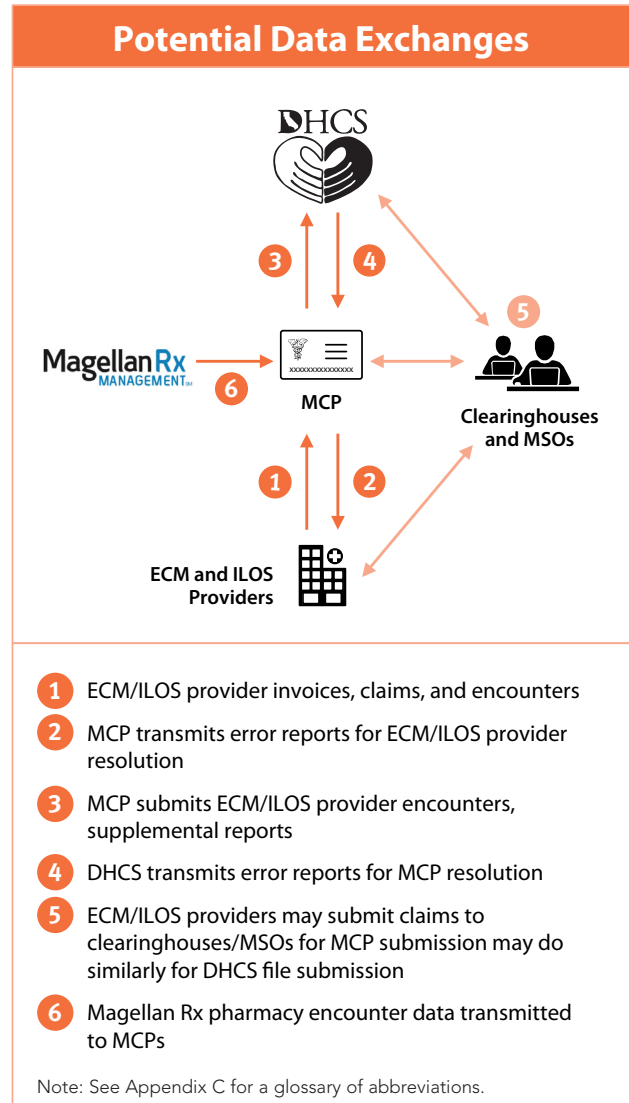 Potential Data Exchanges
DHCS
3
4
5
MagellanRx
MANAGEMENT℠
6
xxxxxxxxxxxxxxx
MCP
Clearinghouses
and MSOs
1
2
ECM and ILOS
Providers
1 ECM/ILOS provider invoices, claims, and encounters
2 MCP transmits error reports for ECM/ILOS provider
resolution
3 MCP submits ECM/ILOS provider encounters,
supplemental reports
4 DHCS transmits error reports for MCP resolution
5 ECM/ILOS providers may submit claims to
clearinghouses/MSOs for MCP submission may do
similarly for DHCS file submission
6 Magellan Rx pharmacy encounter data transmitted
to MCPs
Note: See Appendix C for a glossary of abbreviations.